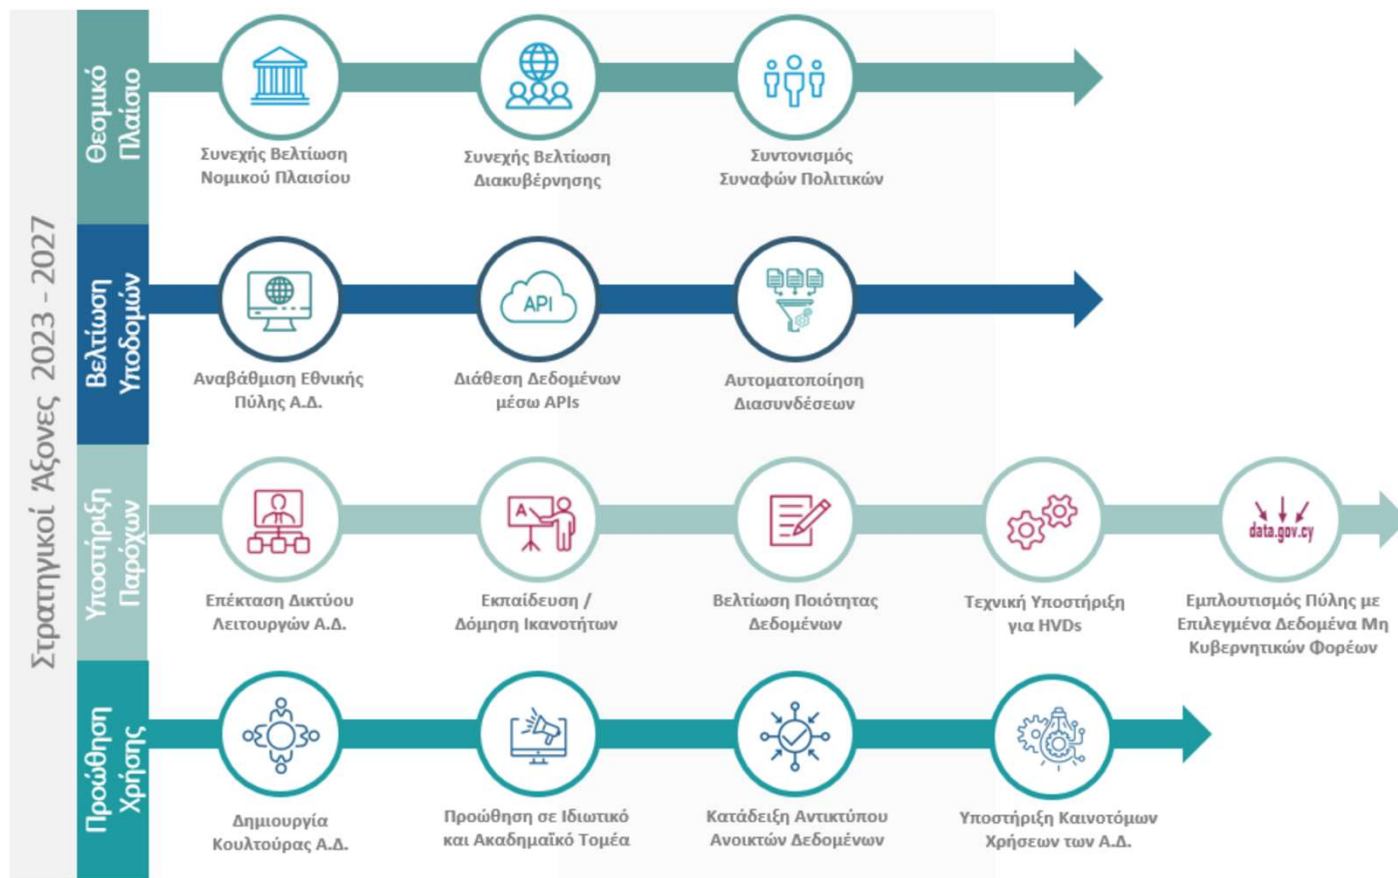 Στρατηγικοί Άξονες 2023 - 2027
Θεσμικό
Πλαίσιο
Συνεχής Βελτίωση
Νομικού Πλαισίου
Συνεχής Βελτίωση
Διακυβέρνησης
Συντονισμός
Συναφών Πολιτικών
Βελτίωση
Υποδομών
API
Αναβάθμιση Εθνικής
Πύλης Α.Δ.
Διάθεση Δεδομένων
μέσω APIs
Αυτοματοποίηση
Διασυνδέσεων
Υποστήριξη
Παρόχων
A
data.gov.cy
Επέκταση Δικτύου
Λειτουργών Α.Δ.
Εκπαίδευση /
Δόμηση Ικανοτήτων
Βελτίωση Ποιότητας
Δεδομένων
Τεχνική Υποστήριξη
για HVDs
Εμπλουτισμός Πύλης με
Επιλεγμένα Δεδομένα Μη
Κυβερνητικών Φορέων
Προώθηση
Χρήσης
Δημιουργία
Κουλτούρας Α.Δ.
Προώθηση σε Ιδιωτικό
και Ακαδημαϊκό Τομέα
Κατάδειξη Αντικτύπου
Ανοικτών Δεδομένων
Υποστήριξη Καινοτόμων
Χρήσεων των Α.Δ.